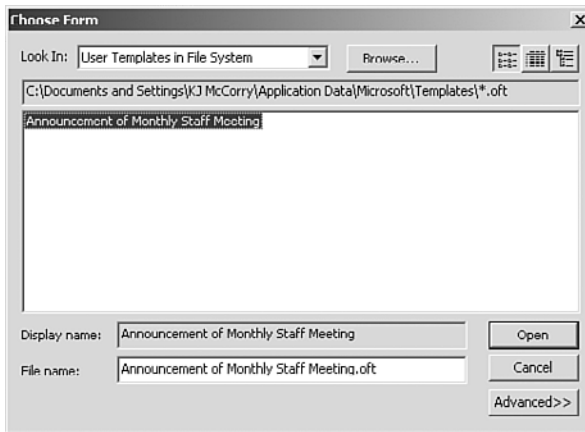 Choose Form
Look In: User Templates in File System Browse...
C:\Documents and Settings\KJ McCorry\Application Data\Microsoft\Templates\*.oft
Announcement of Monthly Staff Meeting
Display name: Announcement of Monthly Staff Meeting Open
File name: Announcement of Monthly Staff Meeting.oft Cancel
Advanced>>